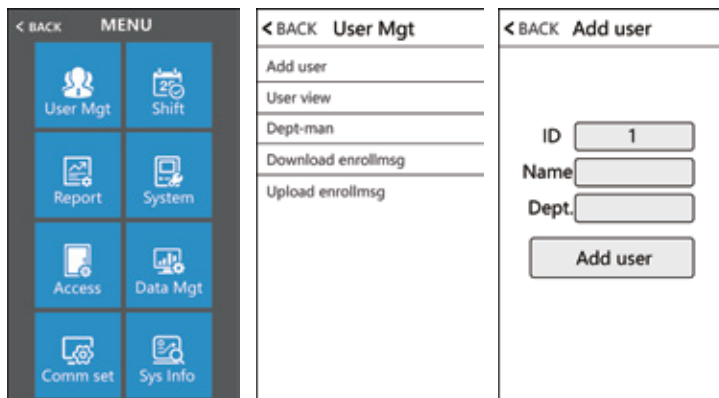 < BACK MENU
User Mgt
25
Shift
Report
System
Access
Data Mgt
Comm set
Sys Info
< BACK User Mgt
Add user
User view
Dept-man
Download enrollmsg
Upload enrollmsg
< BACK Add user
ID 1
Name
Dept.
Add user